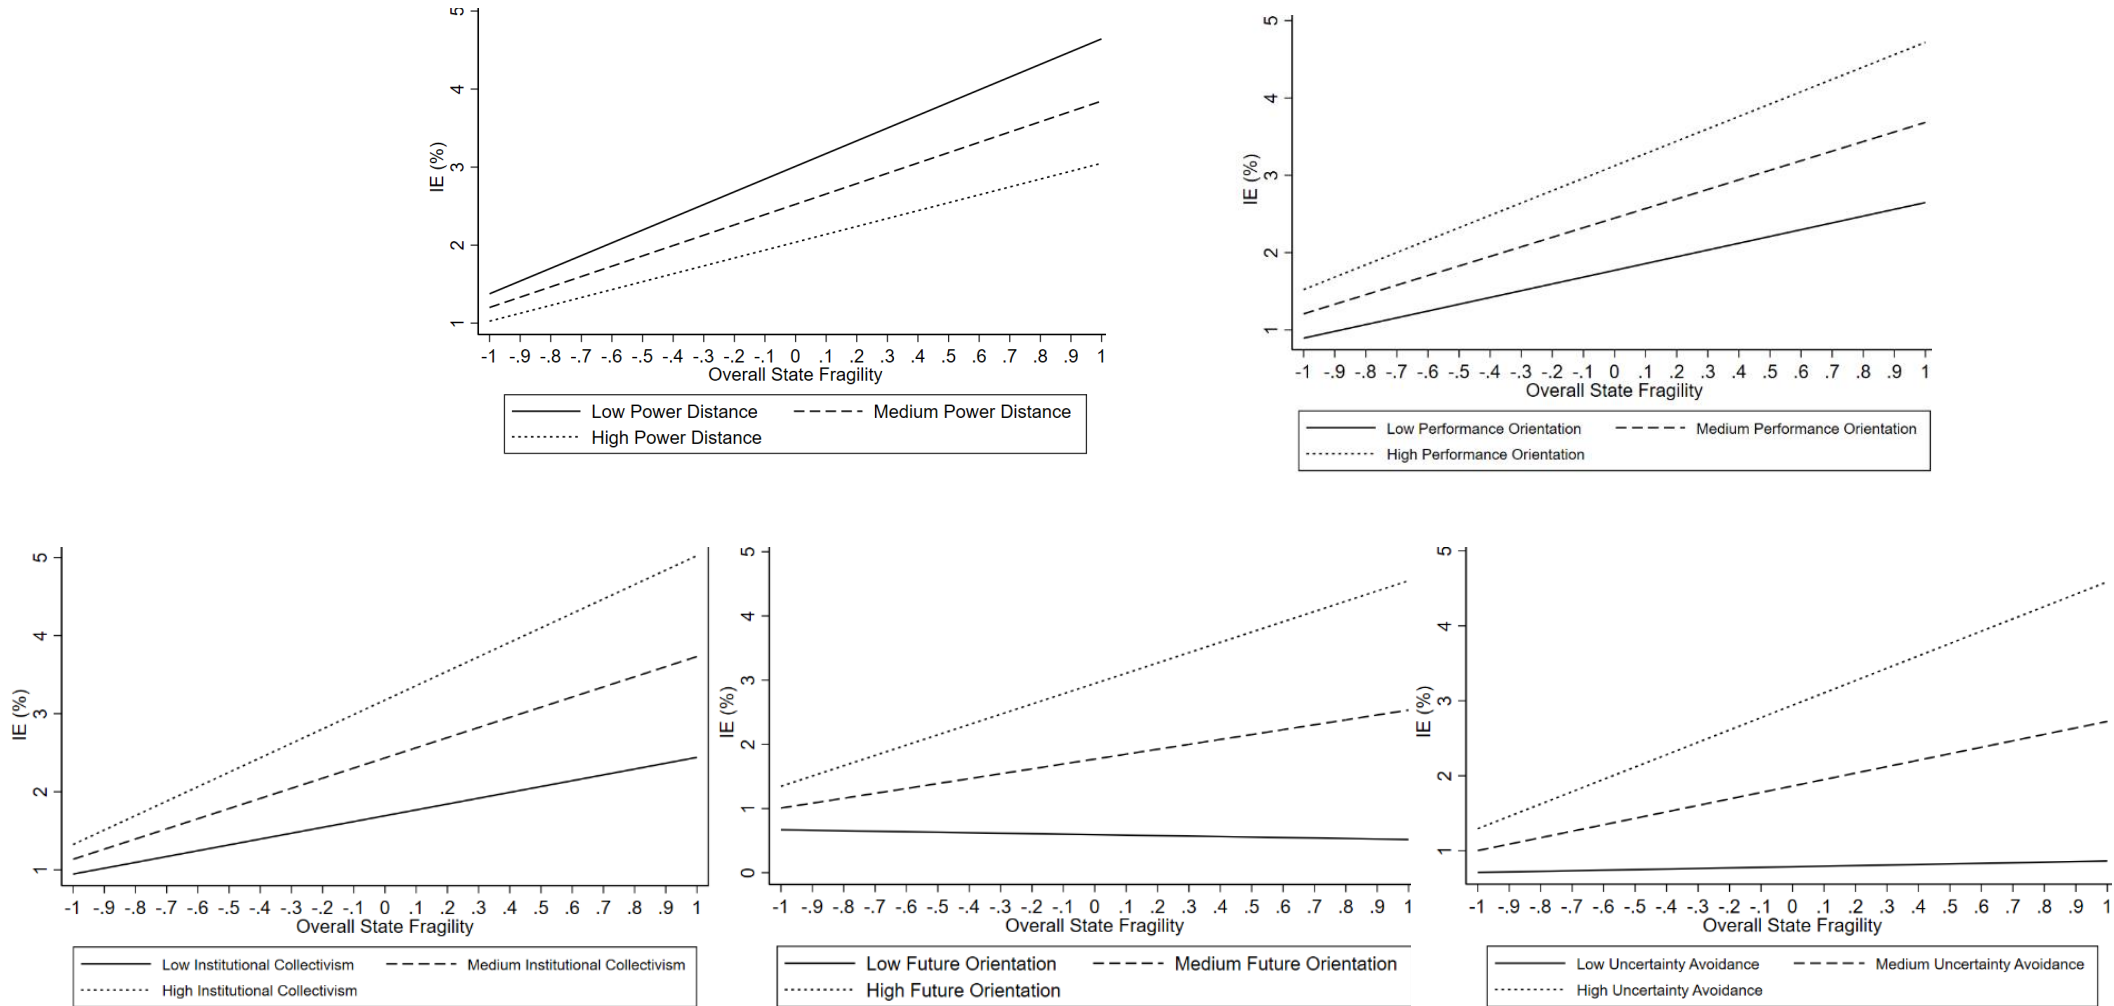 5
4
3
2
1
IE (%)
-1 -.9 -.8 -.7 -.6 -.5 -.4 -.3 -.2 -.1 0 .1 .2 .3 .4 .5 .6 .7 .8 .9 1
Overall State Fragility
Low Power Distance Medium Power Distance
High Power Distance
5
4
3
2
1
IE (%)
-1 -.9 -.8 -.7 -.6 -.5 -.4 -.3 -.2 -.1 0 .1 .2 .3 .4 .5 .6 .7 .8 .9 1
Overall State Fragility
Low Performance Orientation Medium Performance Orientation
High Performance Orientation
5
4
3
2
1
IE (%)
-1 -.9 -.8 -.7 -.6 -.5 -.4 -.3 -.2 -.1 0 .1 .2 .3 .4 .5 .6 .7 .8 .9 1
Overall State Fragility
Low Institutional Collectivism Medium Institutional Collectivism
High Institutional Collectivism
5
4
3
2
1
0
IE (%)
-1 -.9 -.8 -.7 -.6 -.5 -.4 -.3 -.2 -.1 0 .1 .2 .3 .4 .5 .6 .7 .8 .9 1
Overall State Fragility
Low Future Orientation Medium Future Orientation
High Future Orientation
5
4
3
2
1
IE (%)
-1 -.9 -.8 -.7 -.6 -.5 -.4 -.3 -.2 -.1 0 .1 .2 .3 .4 .5 .6 .7 .8 .9 1
Overall State Fragility
Low Uncertainty Avoidance Medium Uncertainty Avoidance
High Uncertainty Avoidance